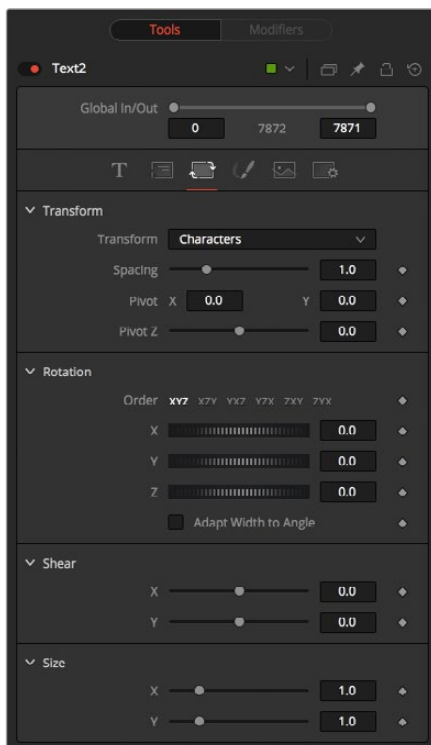 Tools Modifiers
Text2
Global In/Out
0 7872 7871
T
Transform
Transform Characters
Spacing 1.0
Pivot X 0.0 Y 0.0
Pivot Z 0.0
Rotation
Order XYZ XZY YXZ YZX ZXY ZYX
X 0.0
Y 0.0
Z 0.0
Adapt Width to Angle
Shear
X 0.0
Y 0.0
Size
X 1.0
Y 1.0